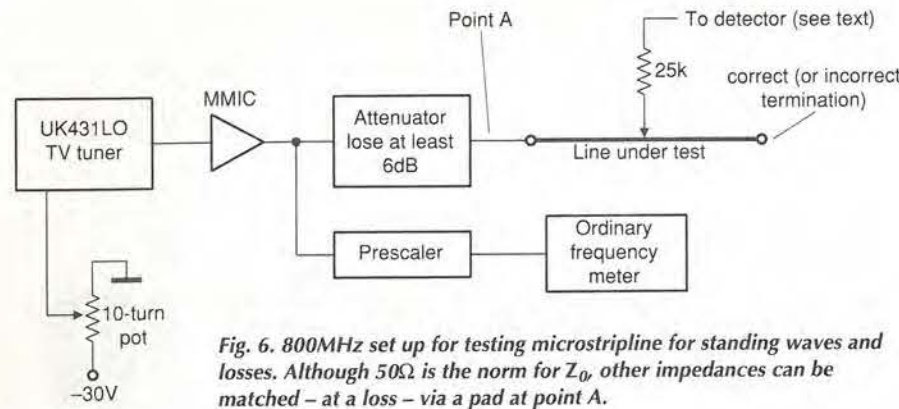 Point A
To detector (see text)
25k
correct (or incorrect
termination)
MMIC
UK431LO
TV tuner
Attenuator
lose at least
6dB
Line under test
Prescaler
Ordinary
frequency
meter
10-turn
pot
–30V
Fig. 6. 800MHz set up for testing microstripline for standing waves and
losses. Although 50Ω is the norm for Z0, other impedances can be
matched – at a loss – via a pad at point A.